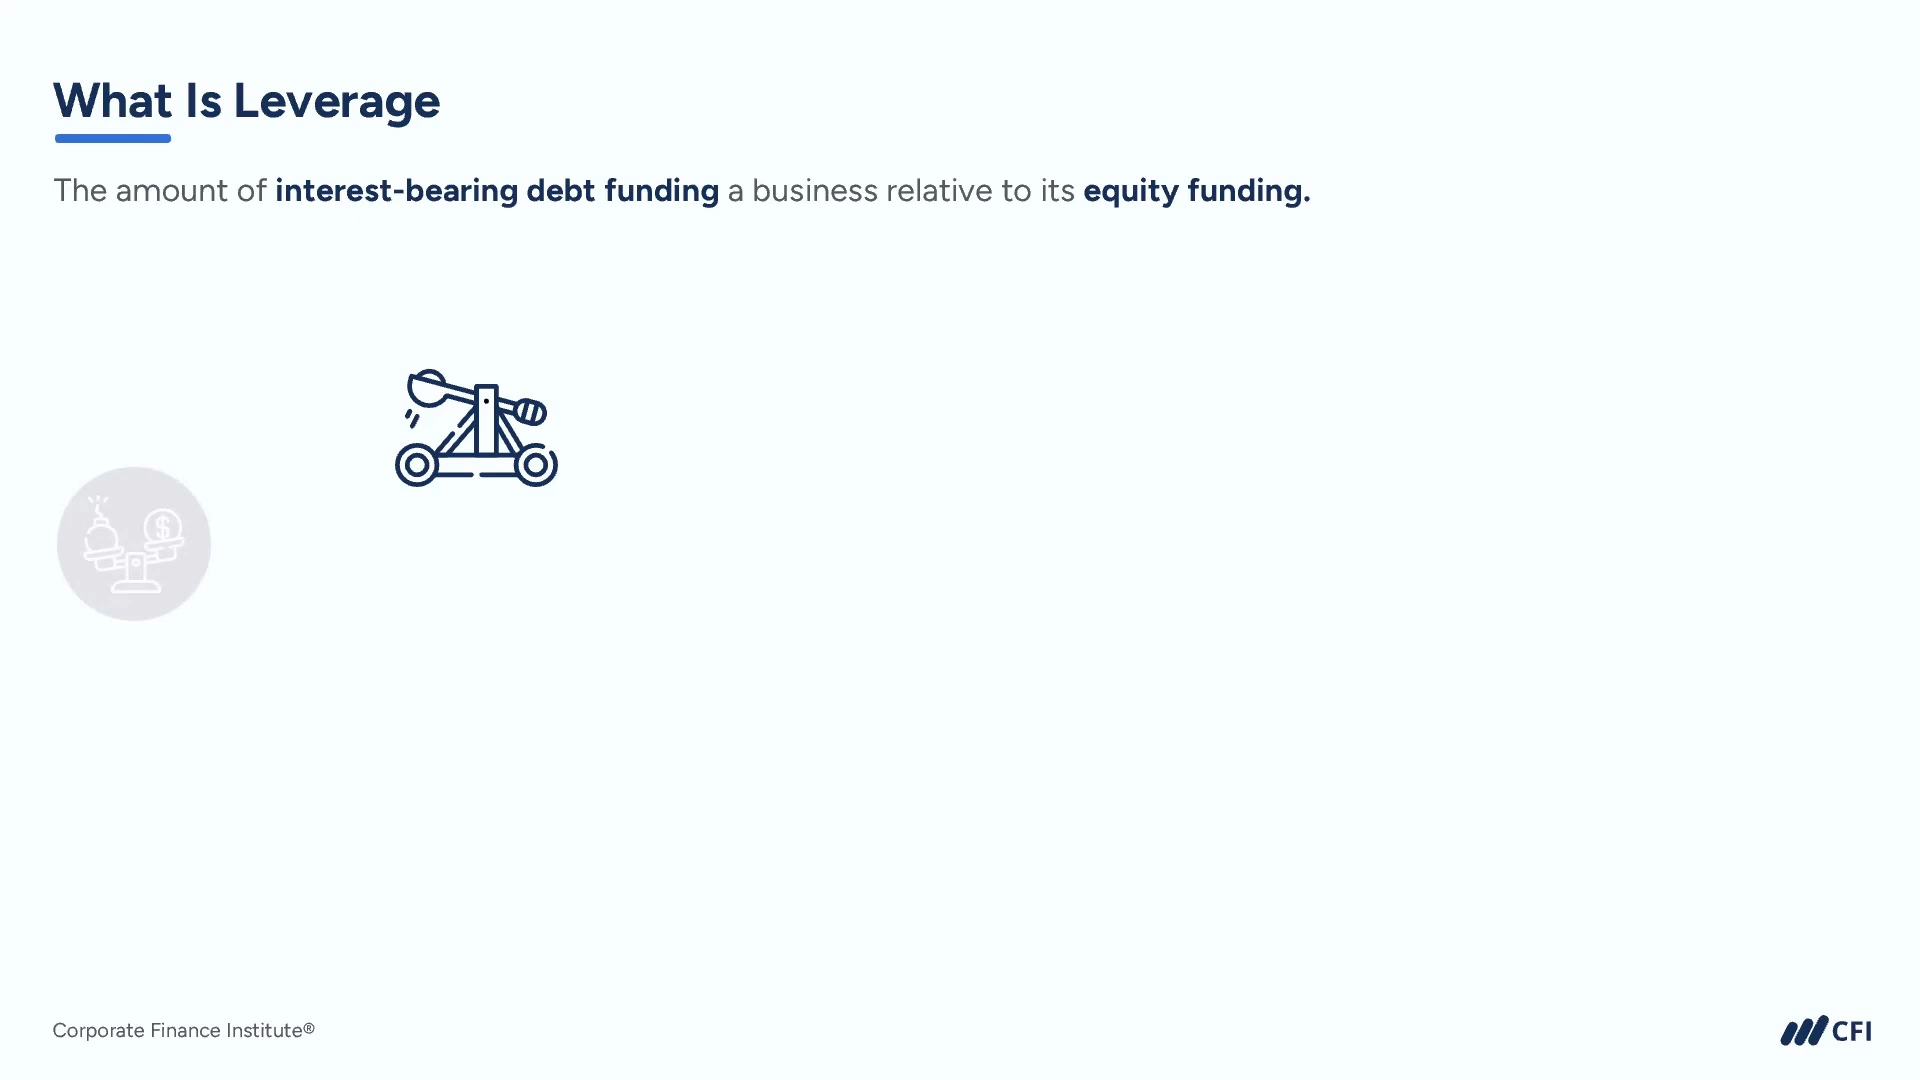 What Is Leverage
The amount of interest-bearing debt funding a business relative to its equity funding.
$
Corporate Finance Institute®
CFI